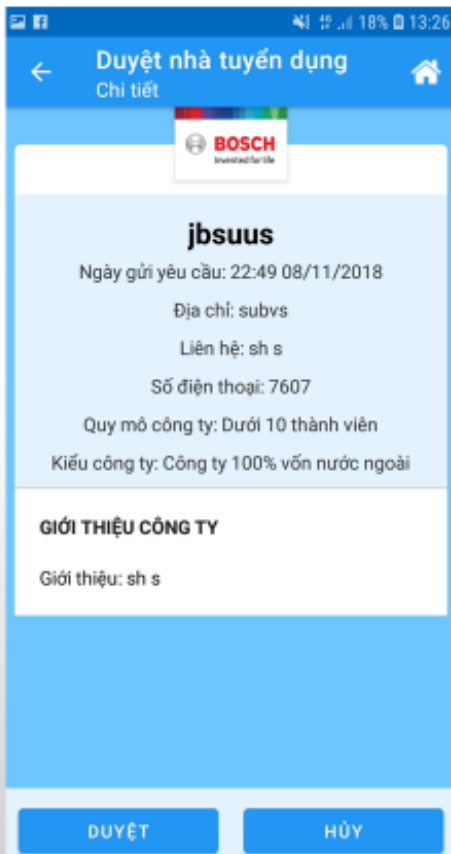 18% 13:26
Duyệt nhà tuyển dụng
Chi tiết
BOSCH
Invented for life
jbsuus
Ngày gửi yêu cầu: 22:49 08/11/2018
Địa chỉ: subvs
Liên hệ: sh s
Số điện thoại: 7607
Quy mô công ty: Dưới 10 thành viên
Kiểu công ty: Công ty 100% vốn nước ngoài
GIỚI THIỆU CÔNG TY
Giới thiệu: sh s
DUYỆT
HỦY